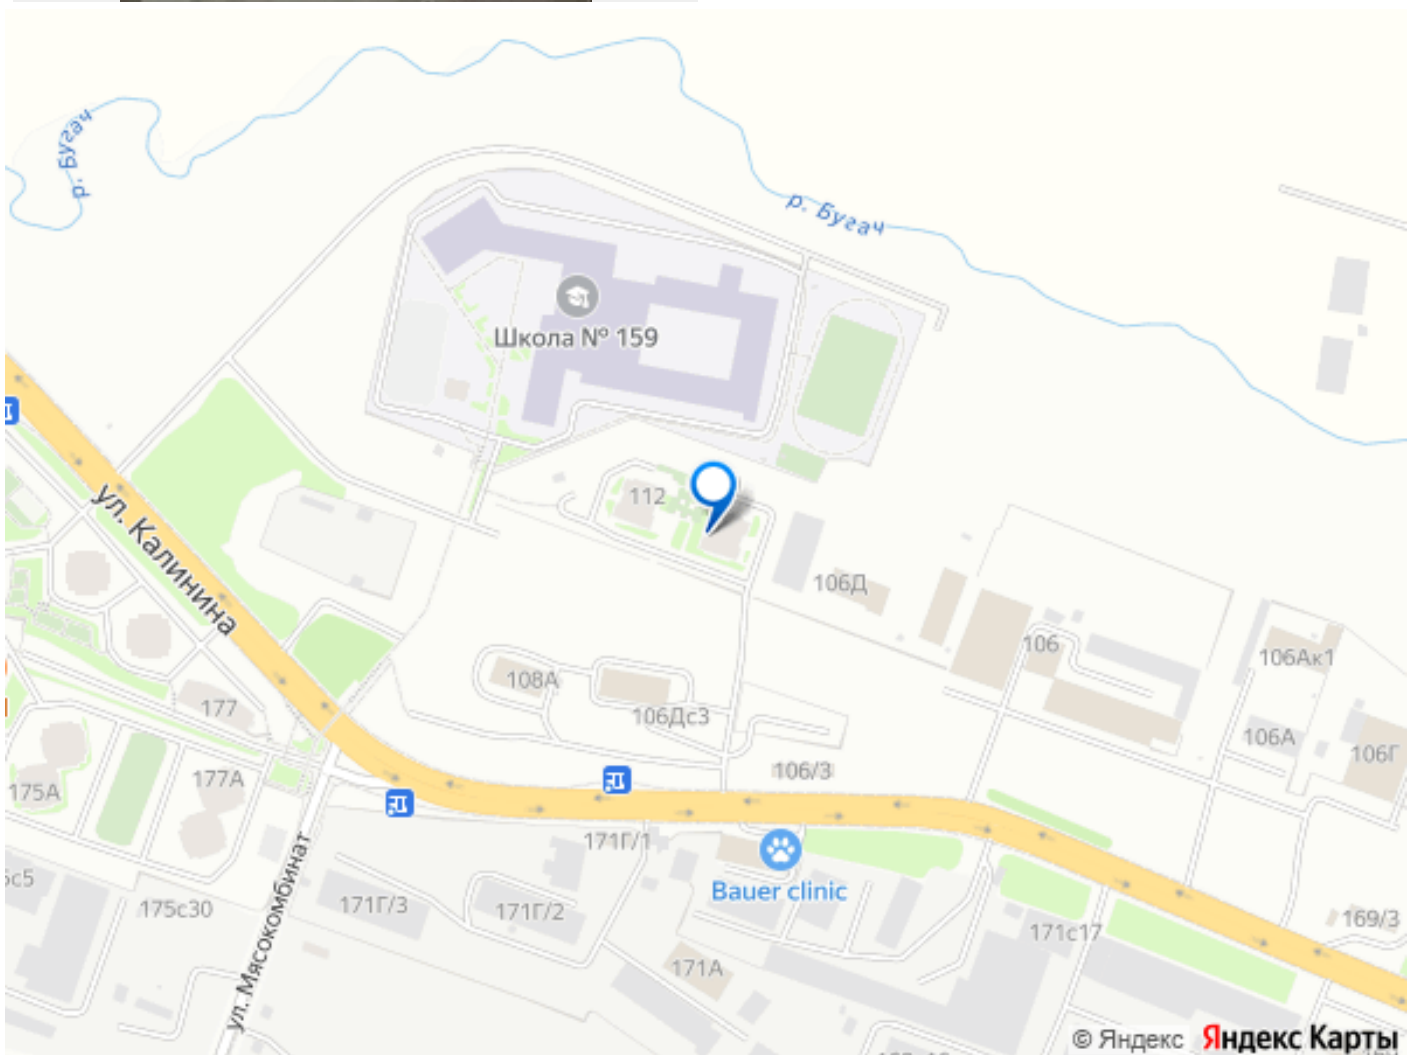 р. Бугач
р. Бугач
Школа № 159
112
ул. Калинина
106Д
106
106Ак1
108А
177
106Дс3
106А
106Г
106/3
177А
175А
171Г/1
Bauer clinic
175с30
171Г/3
171Г/2
169/3
171с17
171А
ул. Мясокомбинат
© Яндекс Яндекс Карты